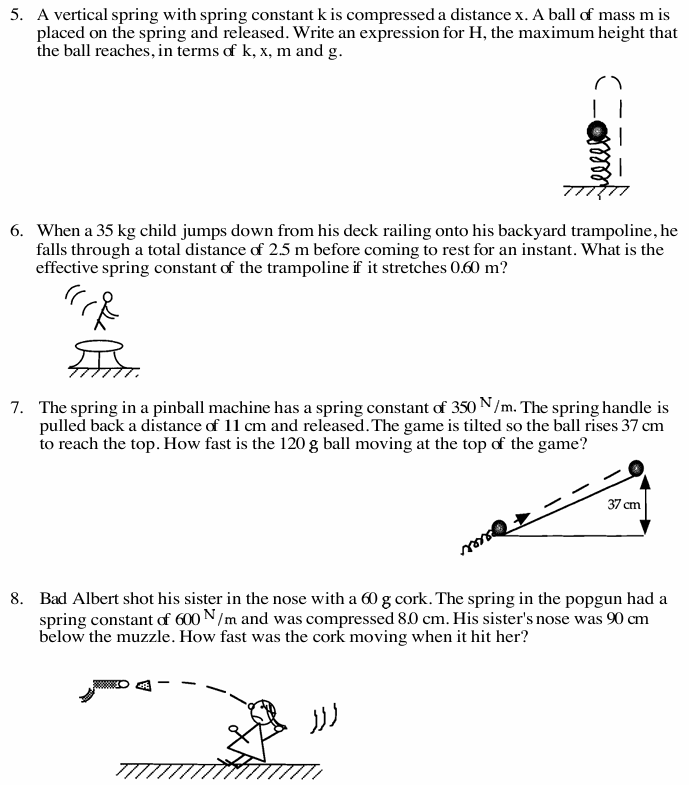 5. A vertical spring with spring constant k is compressed a distance x. A ball of mass m is
placed on the spring and released. Write an expression for H, the maximum height that
the ball reaches, in terms of k, x, m and g.
6. When a 35 kg child jumps down from his deck railing onto his backyard trampoline, he
falls through a total distance of 2.5 m before coming to rest for an instant. What is the
effective spring constant of the trampoline if it stretches 0.60 m?
7. The spring in a pinball machine has a spring constant of 350 N/m. The spring handle is
pulled back a distance of 11 cm and released. The game is tilted so the ball rises 37 cm
to reach the top. How fast is the 120 g ball moving at the top of the game?
37 cm
8. Bad Albert shot his sister in the nose with a 60 g cork. The spring in the popgun had a
spring constant of 600 N/m and was compressed 8.0 cm. His sister's nose was 90 cm
below the muzzle. How fast was the cork moving when it hit her?